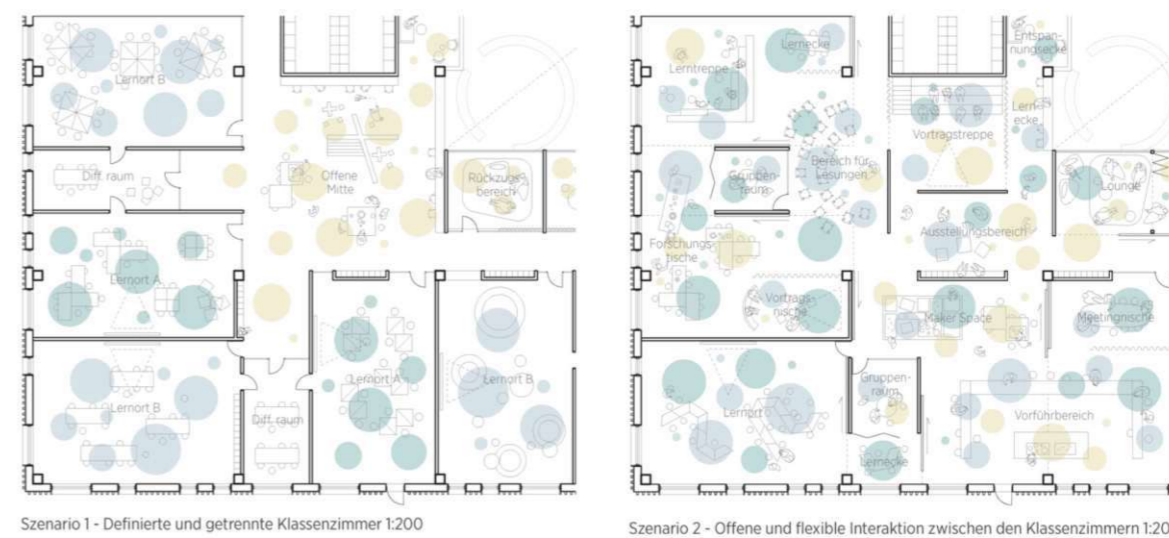 Lernort B
Diff. raum
Offene
Mitte
Rückzugs-
bereich
Lernort A
Lernort B
Diff. raum
Lernort A
Lernort B
Szenario 1 - Definierte und getrennte Klassenzimmer 1:200
Lernecke
Entspan-
nungsecke
Lerntreppe
Lern-
ecke
Vortragstreppe
Gruppen-
raum
Bereich für
Lesungen
Lounge
Forschungs-
tische
Ausstellungsbereich
Vortrags-
nische
Maker Space
Meetingnische
Gruppen-
raum
Lernort
Vorführbereich
Lernecke
Szenario 2 - Offene und flexible Interaktion zwischen den Klassenzimmern 1:20